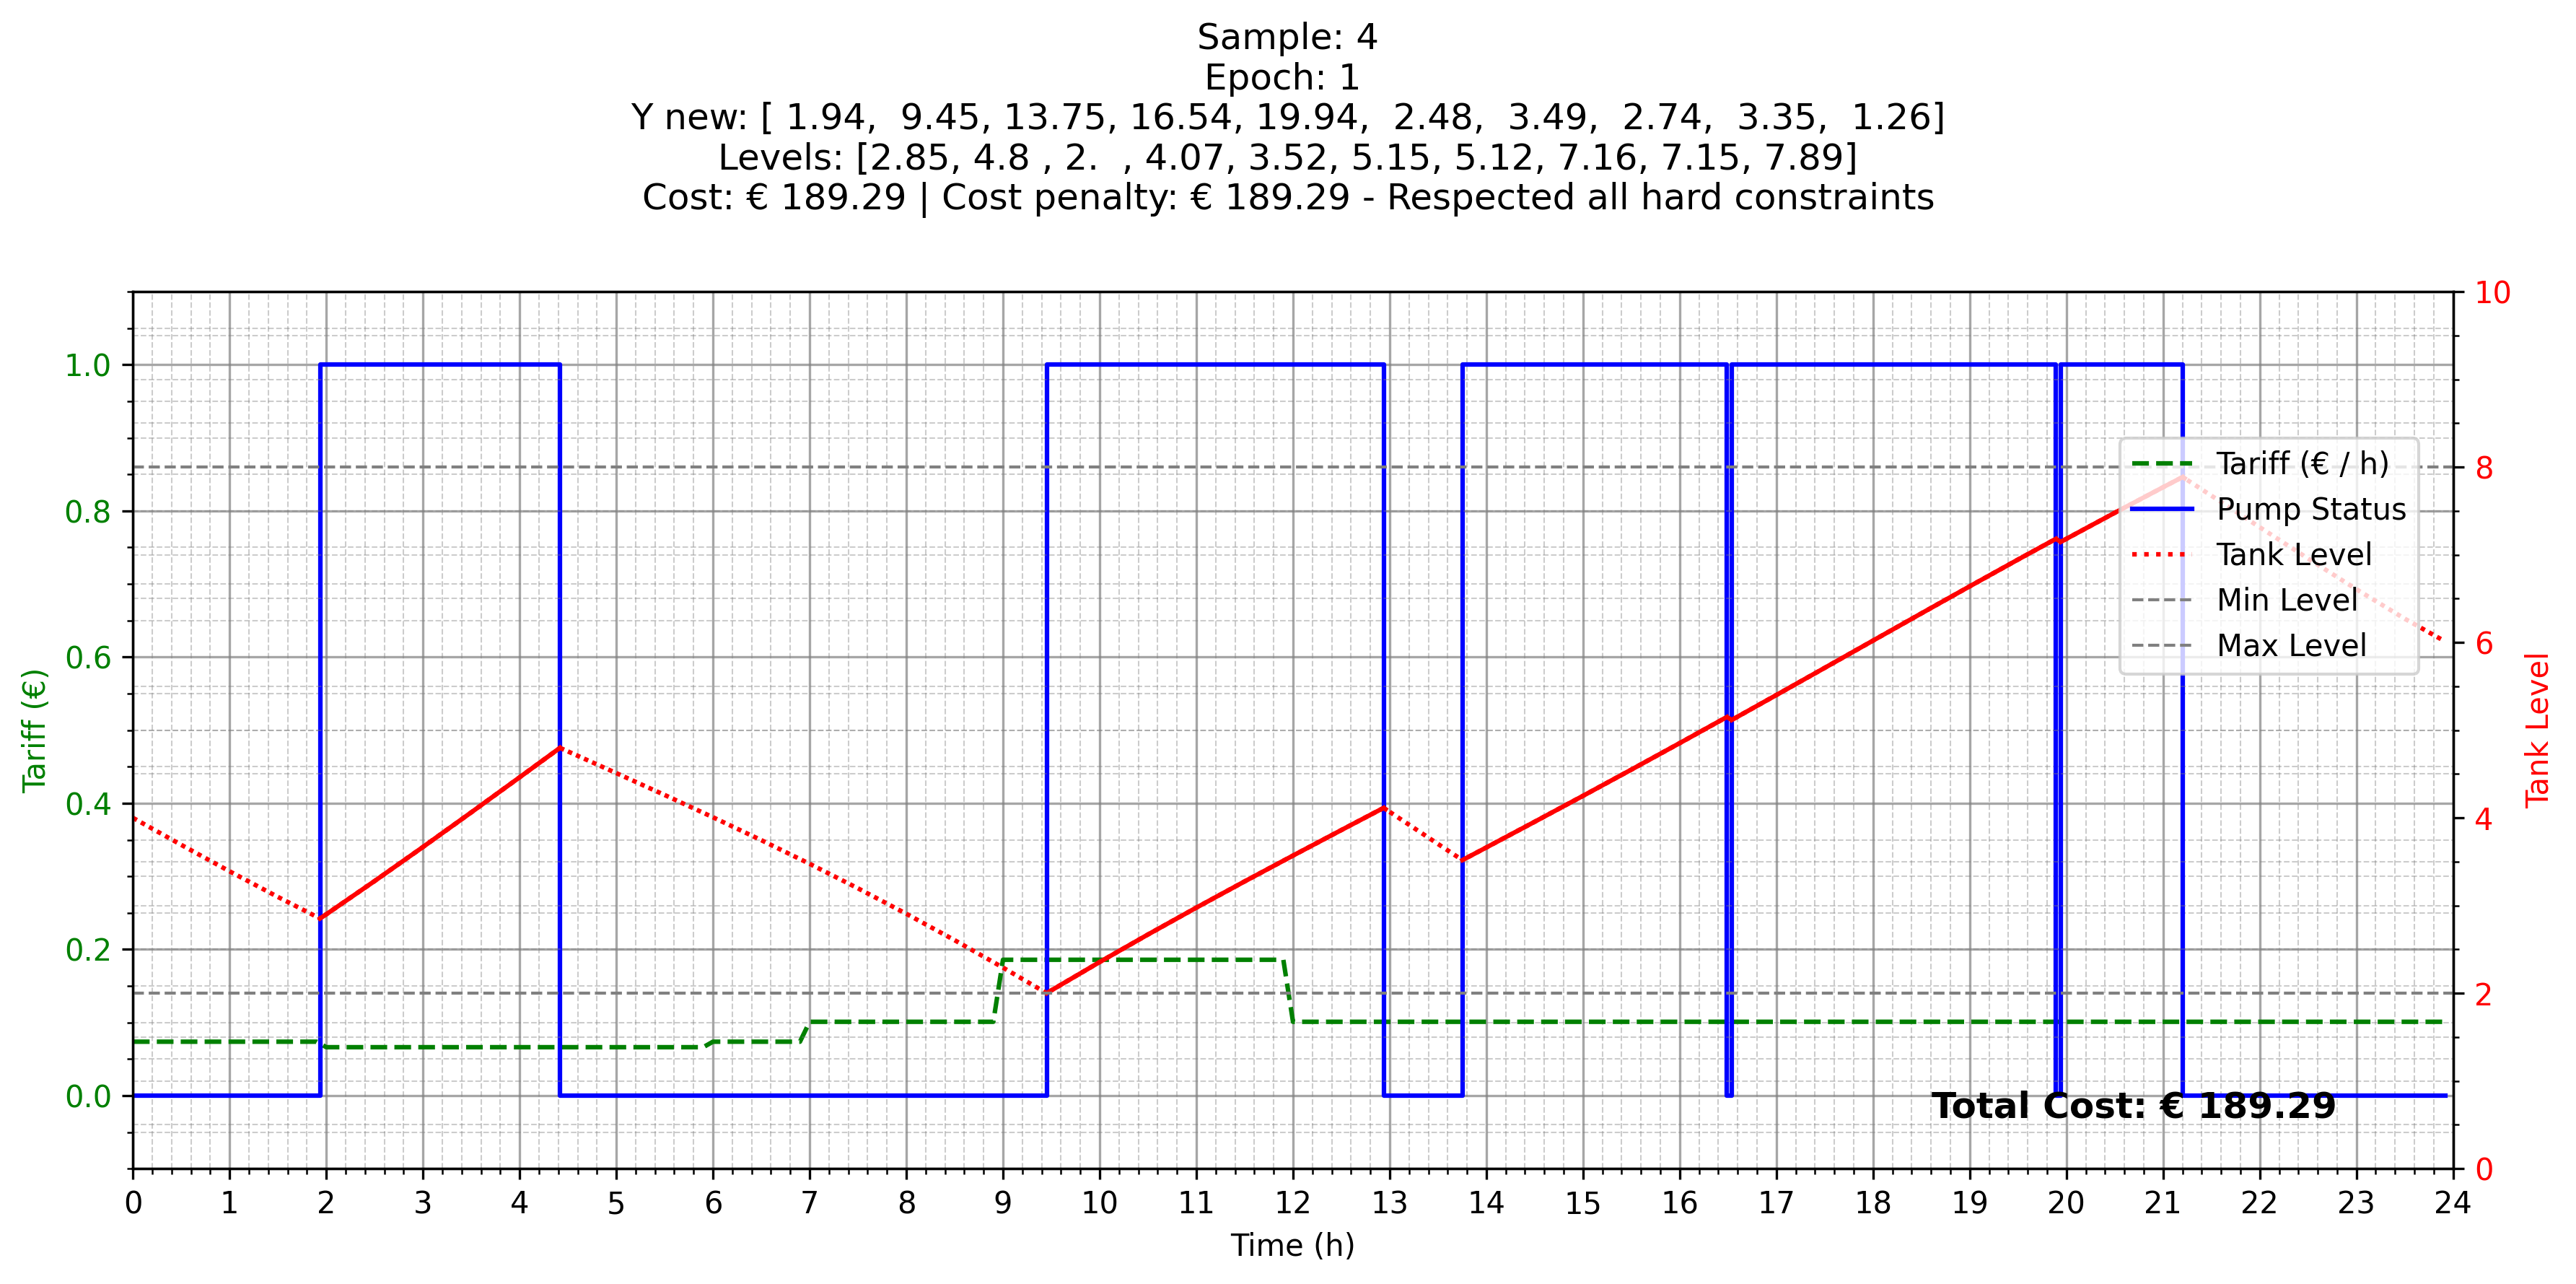 Sample: 4
Epoch: 1
Y new: [ 1.94,  9.45, 13.75, 16.54, 19.94,  2.48,  3.49,  2.74,  3.35,  1.26]
Levels: [2.85, 4.8 , 2.  , 4.07, 3.52, 5.15, 5.12, 7.16, 7.15, 7.89]
Cost: € 189.29 | Cost penalty: € 189.29 - Respected all hard constraints
Tariff (€)
1.0
0.8
0.6
0.4
0.2
0.0
10
8
6
4
2
0
Tank Level
Tariff (€ / h)
Pump Status
Tank Level
Min Level
Max Level
Total Cost: € 189.29
0 1 2 3 4 5 6 7 8 9 10 11 12 13 14 15 16 17 18 19 20 21 22 23 24
Time (h)